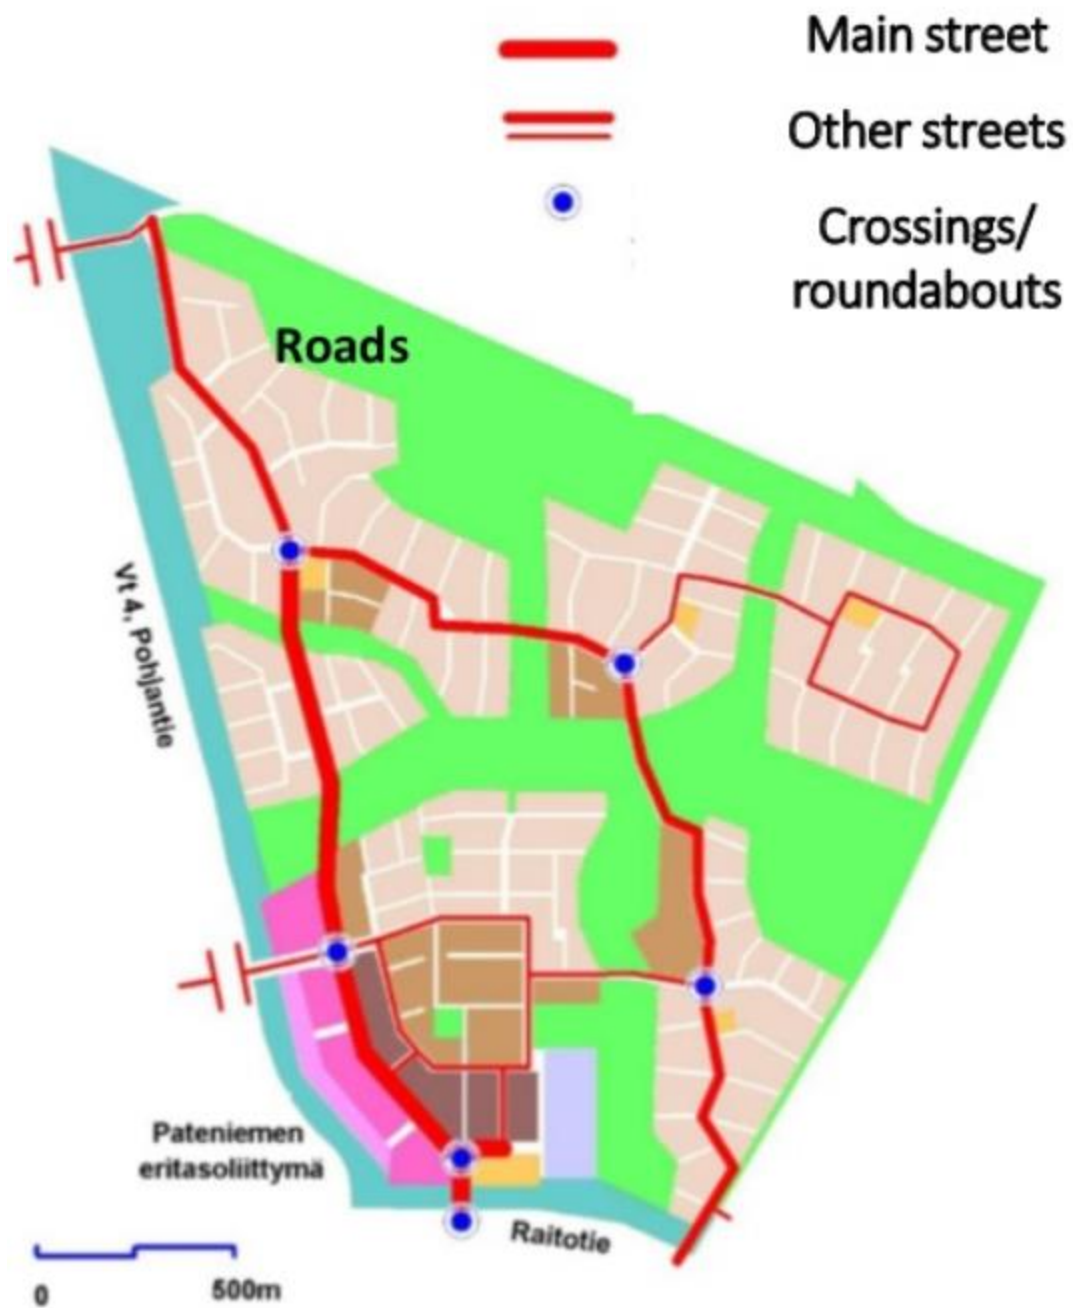 Main street
Other streets
Crossings/
roundabouts
Roads
Vt 4, Pohjantie
Pateniemen
eritasoliittymä
Raitotie
0
500m